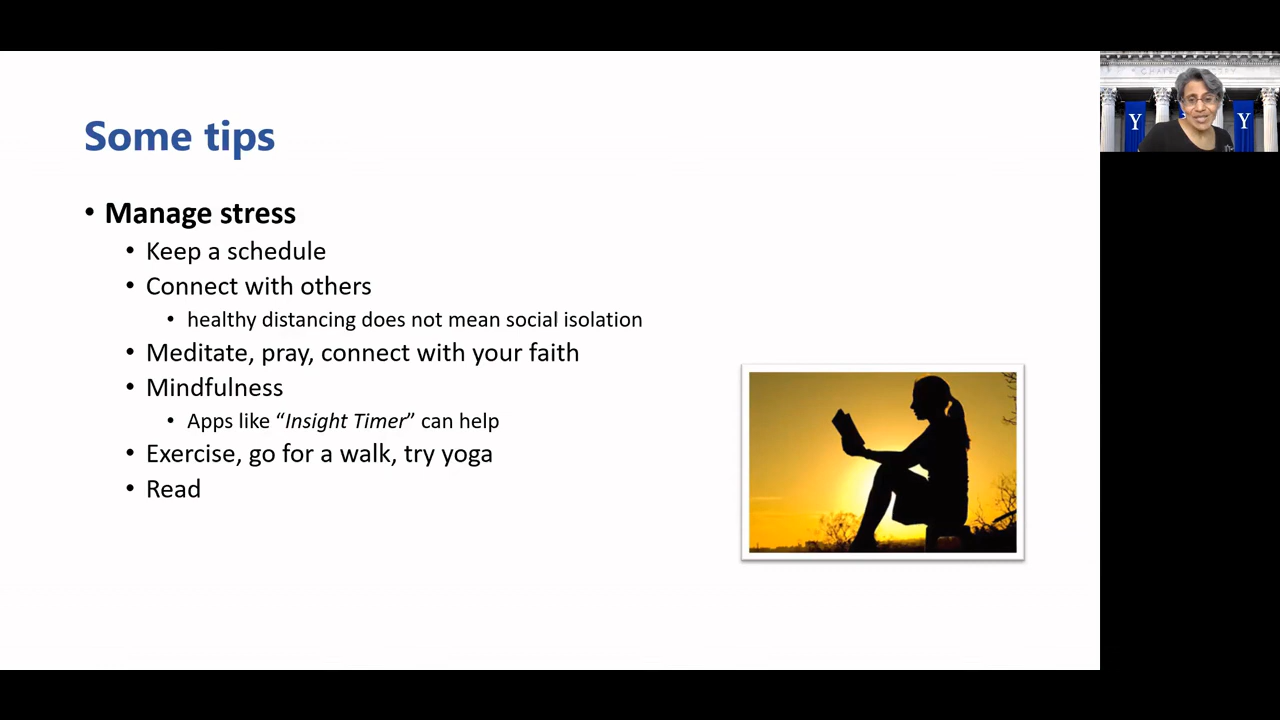 Some tips
• Manage stress
• Keep a schedule
• Connect with others
• healthy distancing does not mean social isolation
• Meditate, pray, connect with your faith
• Mindfulness
• Apps like “Insight Timer” can help
• Exercise, go for a walk, try yoga
• Read
Y
Y